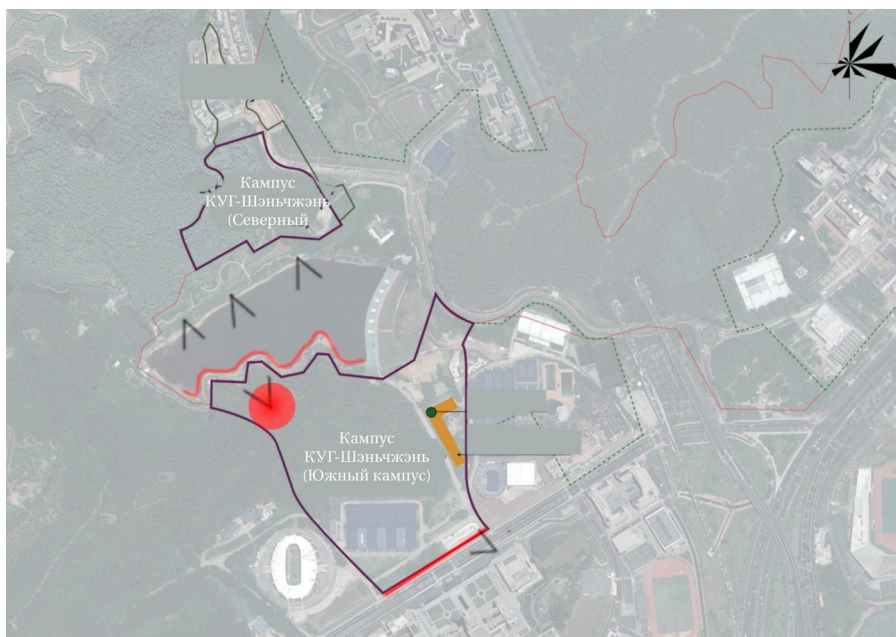 Кампус
КУГ-Шэньчжэнь
(Северный
Кампус
КУГ-Шэньчжэнь
(Южный кампус)